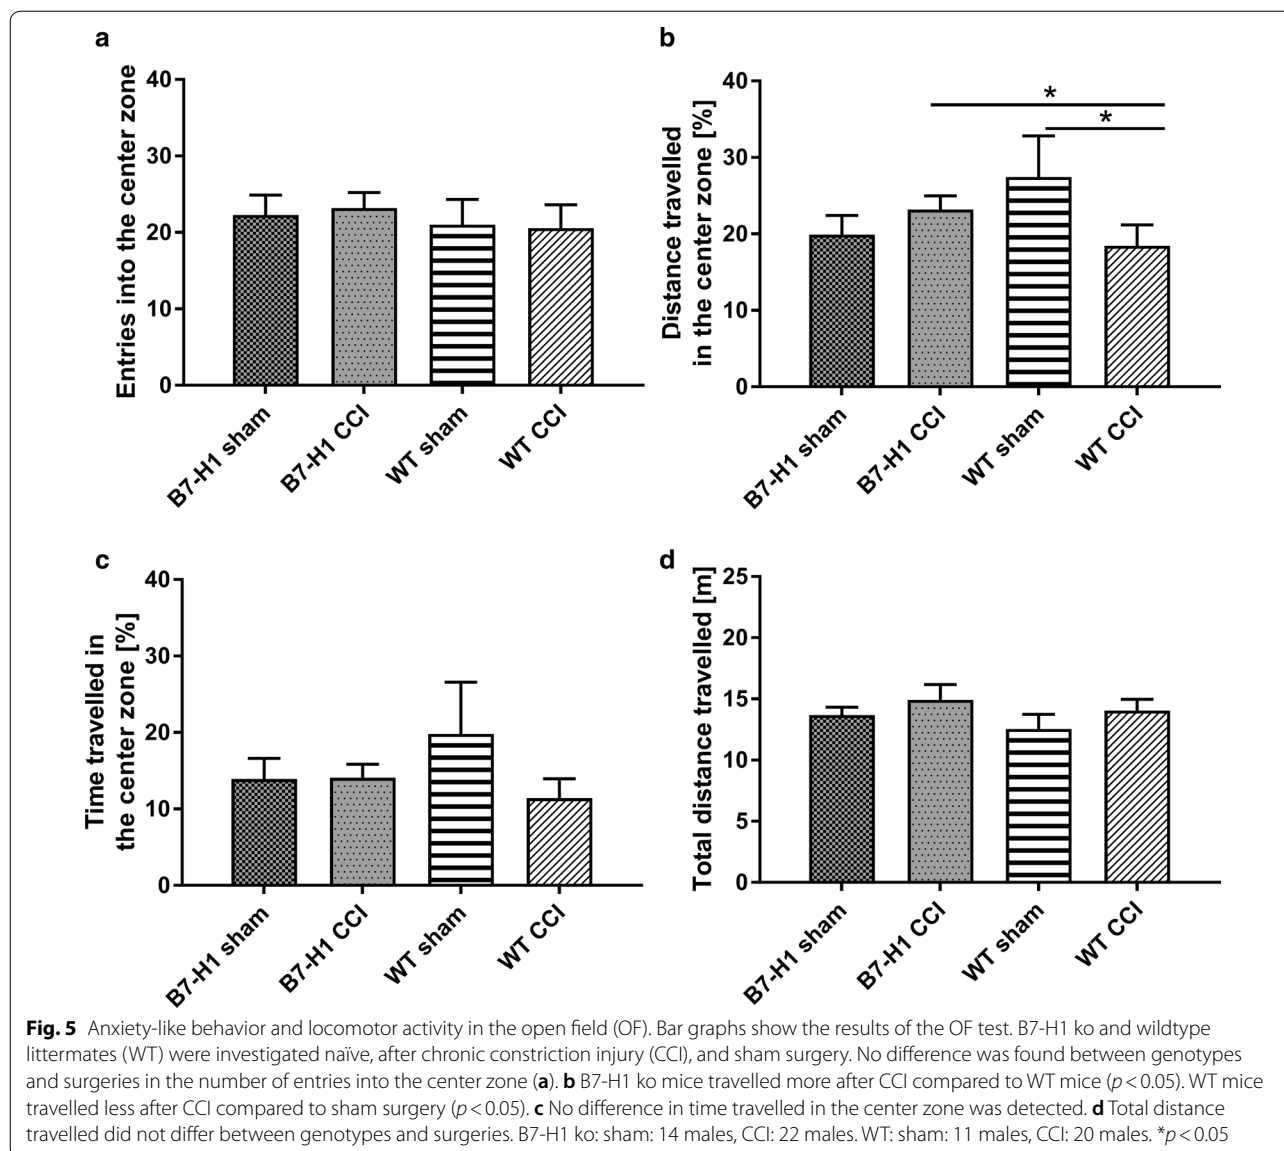 a
Entries into the center zone
40
30
20
10
0
B7-H1 sham
B7-H1 CCI
WT sham
WT CCI
b
Distance travelled
in the center zone [%]
40
30
20
10
0
*
*
B7-H1 sham
B7-H1 CCI
WT sham
WT CCI
c
Time travelled in
the center zone [%]
40
30
20
10
0
B7-H1 sham
B7-H1 CCI
WT sham
WT CCI
d
Total distance travelled [m]
25
20
15
10
5
0
B7-H1 sham
B7-H1 CCI
WT sham
WT CCI
Fig. 5 Anxiety-like behavior and locomotor activity in the open field (OF). Bar graphs show the results of the OF test. B7-H1 ko and wildtype
littermates (WT) were investigated naïve, after chronic constriction injury (CCI), and sham surgery. No difference was found between genotypes
and surgeries in the number of entries into the center zone (a). b B7-H1 ko mice travelled more after CCI compared to WT mice (p < 0.05). WT mice
travelled less after CCI compared to sham surgery (p < 0.05). c No difference in time travelled in the center zone was detected. d Total distance
travelled did not differ between genotypes and surgeries. B7-H1 ko: sham: 14 males, CCI: 22 males. WT: sham: 11 males, CCI: 20 males. *p < 0.05